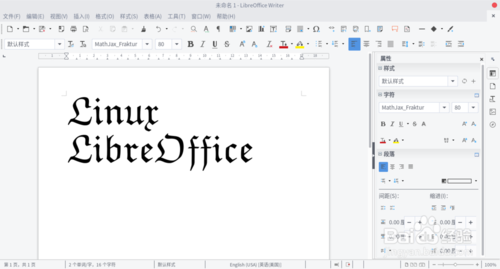 未命名 1 - LibreOffice Writer
文件(F) 编辑(E) 视图(V) 插入(I) 格式(O) 样式(Y) 表格(A) 工具(T) 窗口(W) 帮助(H)
默认样式 MathJax_Fraktur 80
属性
样式
默认样式
字符
MathJax_Fraktur 80
段落
间距(S): 缩进(I):
0.00 0.00
0.00 0.00
0.00
Linux
LibreOffice
Baidu 经验
第 1 页，共 1 页 2 个单词/字，16 个字符 默认样式 English (USA) 100%